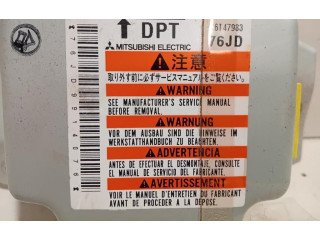 ↑ DPT
6T47983
MITSUBISHI ELECTRIC
76JD
76JD9914078
⚠注意
取り外す前に必ずサービスマニュアルをご覧ください。
⚠WARNING
SEE MANUFACTURER'S SERVICE MANUAL
BEFORE REMOVAL.
⚠WARNUNG
VOR DEM AUSBAU SIND DIE HINWEISE IM
WERKSTATTHANDBUCH ZU BEACHTEN.
⚠ADVERTENCIA
ANTES DE EFECTUAR EL DESMONTAJE, CONSULTE
EL MANUAL DE SERVICIO DEL FABRICANTE.
⚠AVERTISSEMENT
VOIR LE MANUEL D'ENTRETIEN DU FABRICANT
AVANT DE PROCEDER A LA DEPOSE.